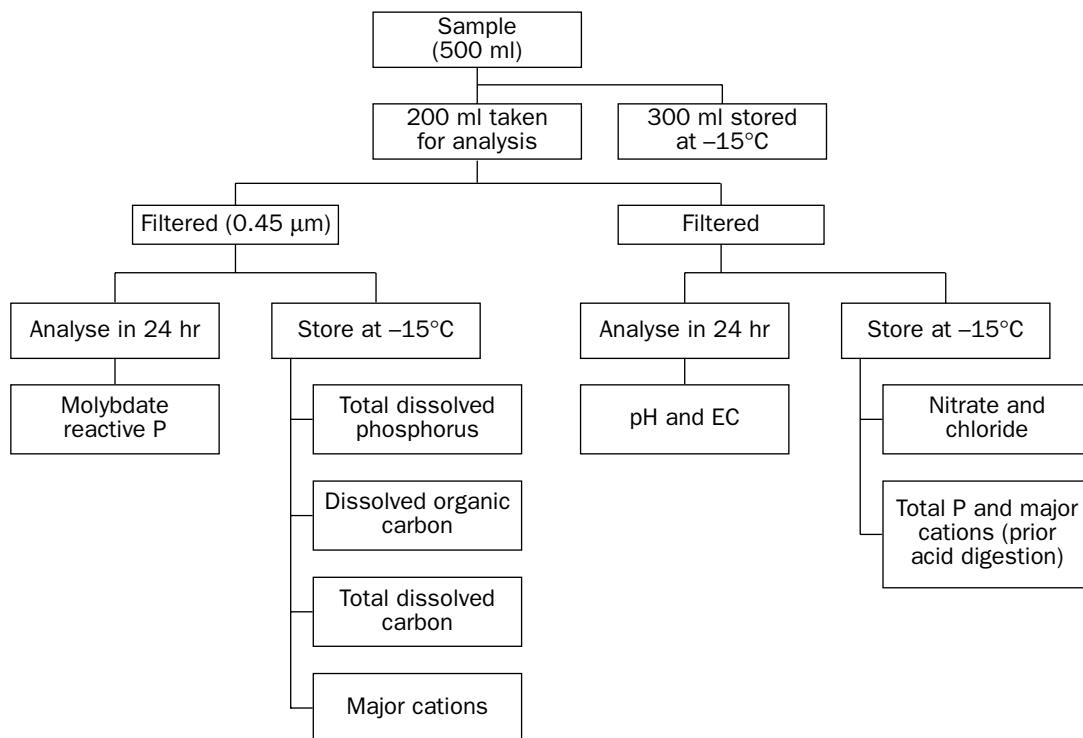 Sample
(500 ml)
200 ml taken
for analysis
300 ml stored
at –15°C
Filtered (0.45 μm)
Filtered
Analyse in 24 hr
Store at –15°C
Analyse in 24 hr
Store at –15°C
Molybdate
reactive P
Total dissolved
phosphorus
Dissolved organic
carbon
Total dissolved
carbon
Major cations
pH and EC
Nitrate and
chloride
Total P and major
cations (prior
acid digestion)